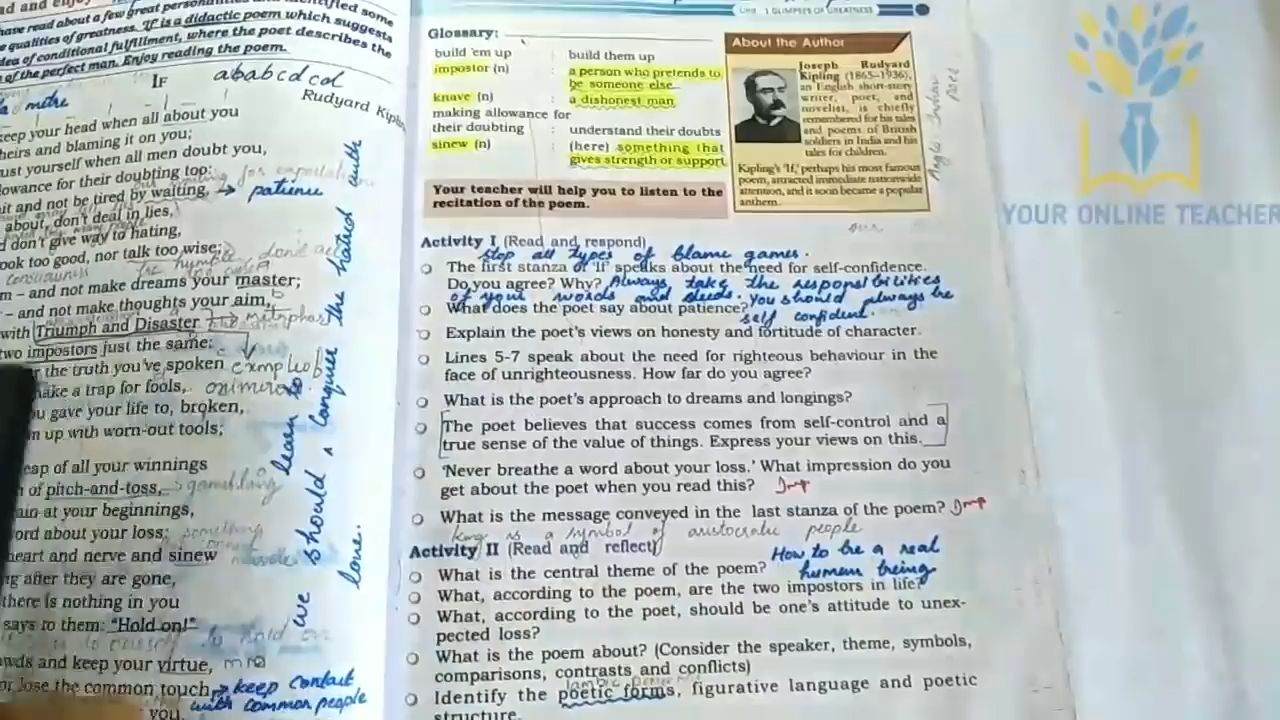 have read about a few great personalities and identified some
qualities of greatness. 'If' is a didactic poem which suggests
idea of conditional fulfillment, where the poet describes the
of the perfect man. Enjoy reading the poem.
IF
ababcdcd
Rudyard Kipling
metre
keep your head when all about you
theirs and blaming it on you;
trust yourself when all men doubt you,
allowance for their doubting too:
wait and not be tired by waiting, → patience
about, don't deal in lies,
don't give way to hating,
look too good, nor talk too wise;
– and not make dreams your master;
– and not make thoughts your aim,
with Triumph and Disaster → metaphor
two impostors just the same:
the truth you've spoken
make a trap for fools,
you gave your life to, broken,
up with worn-out tools;
heap of all your winnings
of pitch-and-toss, → gambling
again at your beginnings,
word about your loss:
heart and nerve and sinew
long after they are gone,
there is nothing in you
says to them: "Hold on!"
crowds and keep your virtue,
or lose the common touch → keep contact
with common people
you,
we should learn to conquer the hatred with
love.
UNIT - 1 GLIMPSES OF GREATNESS
Glossary:
build 'em up : build them up
impostor (n) : a person who pretends to
be someone else
knave (n) : a dishonest man
making allowance for
their doubting : understand their doubts
sinew (n) : (here) something that
gives strength or support
Your teacher will help you to listen to the
recitation of the poem.
About the Author
Joseph Rudyard
Kipling (1865–1936),
an English short-story
writer, poet, and
novelist, is chiefly
remembered for his tales
and poems of British
soldiers in India and his
tales for children.
Kipling's 'If,' perhaps his most famous
poem, attracted immediate nationwide
attention, and it soon became a popular
anthem.
Anglo Indian
poet
Activity I (Read and respond)
stop all types of blame games.
The first stanza of 'If' speaks about the need for self-confidence.
Do you agree? Why? Always take the responsibilities
of your words and deeds. You should always be
What does the poet say about patience? self confident.
Explain the poet's views on honesty and fortitude of character.
Lines 5-7 speak about the need for righteous behaviour in the
face of unrighteousness. How far do you agree?
What is the poet's approach to dreams and longings?
The poet believes that success comes from self-control and a
true sense of the value of things. Express your views on this.
'Never breathe a word about your loss.' What impression do you
get about the poet when you read this? Imp
What is the message conveyed in the last stanza of the poem? Imp
king is a symbol of aristocratic people
Activity II (Read and reflect)
How to be a real
What is the central theme of the poem? human being
What, according to the poem, are the two impostors in life?
What, according to the poet, should be one's attitude to unex-
pected loss?
What is the poem about? (Consider the speaker, theme, symbols,
comparisons, contrasts and conflicts)
Identify the poetic forms, figurative language and poetic
structure.
YOUR ONLINE TEACHER